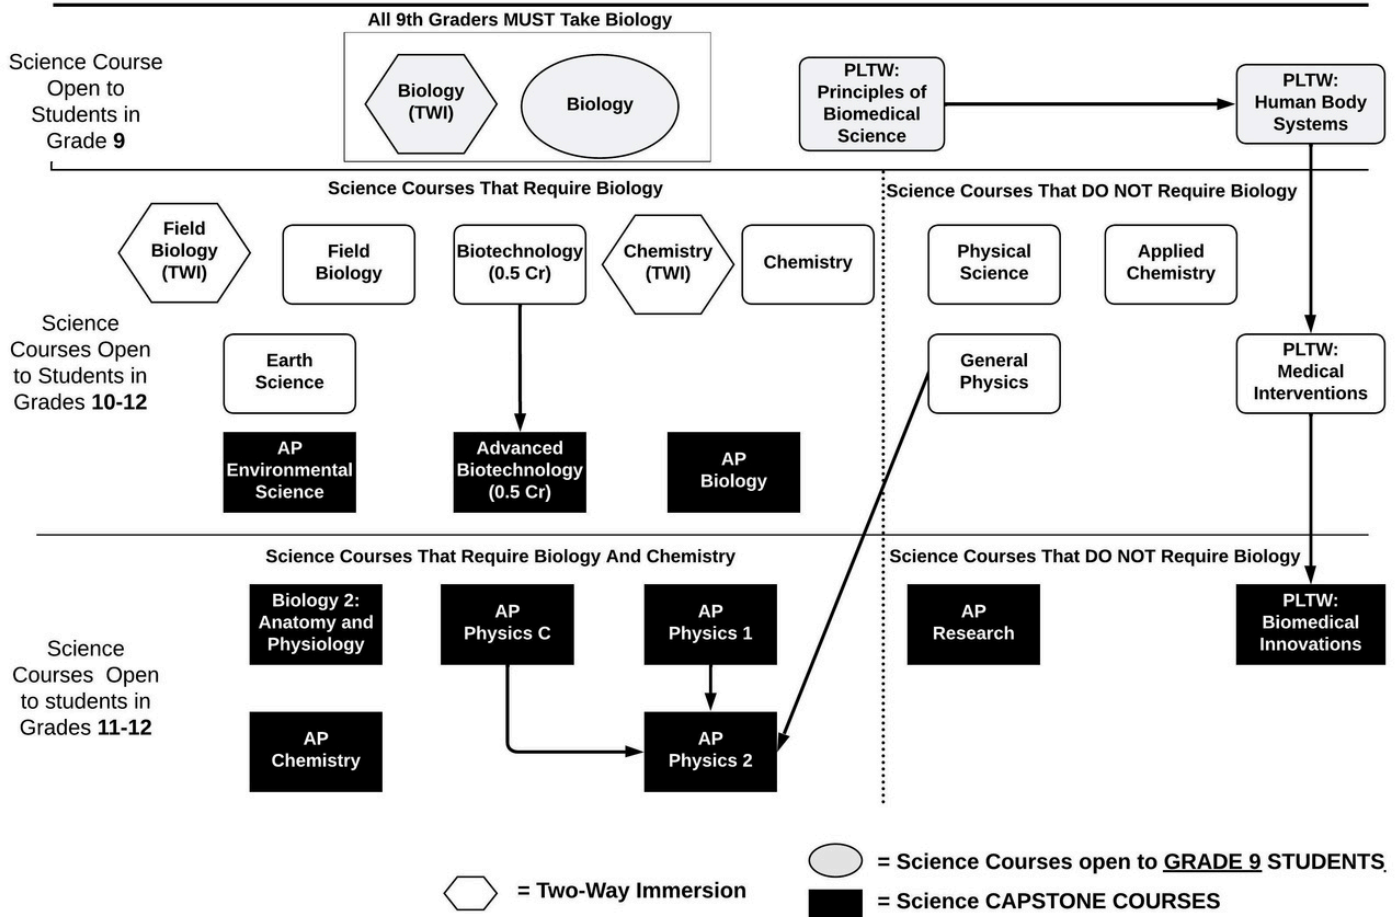 All 9th Graders MUST Take Biology
Science Course
Open to
Students in
Grade 9
Biology
(TWI)
Biology
PLTW:
Principles of
Biomedical
Science
PLTW:
Human Body
Systems
Science Courses That Require Biology
Science Courses That DO NOT Require Biology
Science
Courses Open
to Students in
Grades 10-12
Field
Biology
(TWI)
Field
Biology
Biotechnology
(0.5 Cr)
Chemistry
(TWI)
Chemistry
Physical
Science
Applied
Chemistry
Earth
Science
General
Physics
PLTW:
Medical
Interventions
AP
Environmental
Science
Advanced
Biotechnology
(0.5 Cr)
AP
Biology
Science Courses That Require Biology And Chemistry
Science Courses That DO NOT Require Biology
Science
Courses  Open
to students in
Grades 11-12
Biology 2:
Anatomy and
Physiology
AP
Physics C
AP
Physics 1
AP
Research
PLTW:
Biomedical
Innovations
AP
Chemistry
AP
Physics 2
= Two-Way Immersion
= Science Courses open to GRADE 9 STUDENTS.
= Science CAPSTONE COURSES